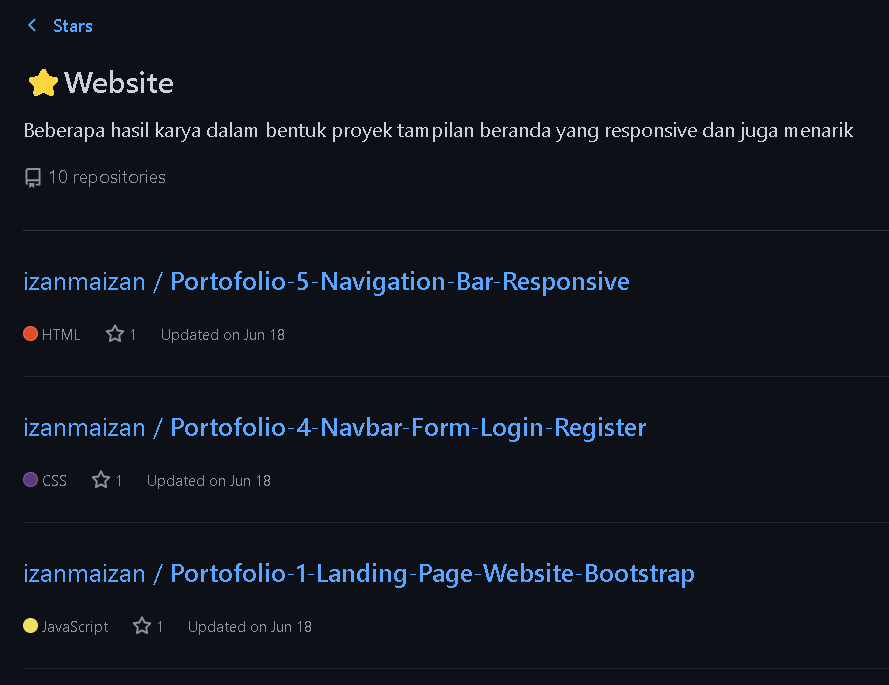 Stars
⭐Website
Beberapa hasil karya dalam bentuk proyek tampilan beranda yang responsive dan juga menarik
10 repositories
izanmaizan / Portofolio-5-Navigation-Bar-Responsive
HTML 1 Updated on Jun 18
izanmaizan / Portofolio-4-Navbar-Form-Login-Register
CSS 1 Updated on Jun 18
izanmaizan / Portofolio-1-Landing-Page-Website-Bootstrap
JavaScript 1 Updated on Jun 18